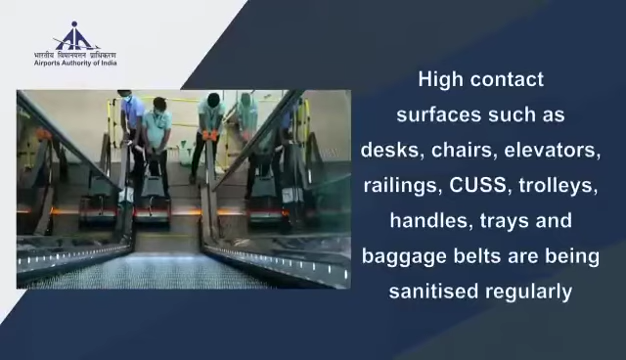 भारतीय विमानपत्तन प्राधिकरण
Airports Authority of India
High contact
surfaces such as
desks, chairs, elevators,
railings, CUSS, trolleys,
handles, trays and
baggage belts are being
sanitised regularly